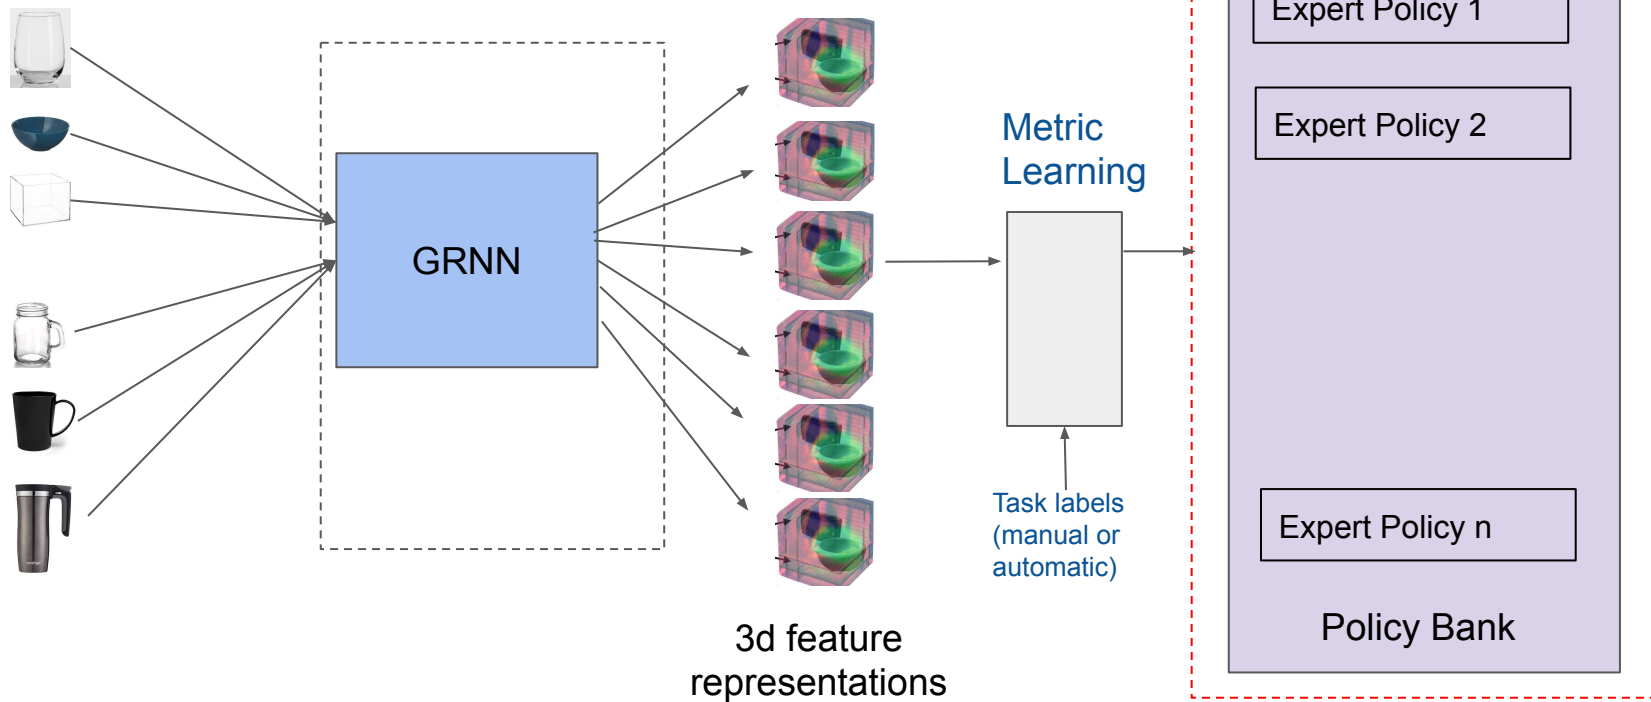 Expert Policy 1
Expert Policy 2
Metric
Learning
GRNN
Task labels
(manual or
automatic)
Expert Policy n
Policy Bank
3d feature
representations